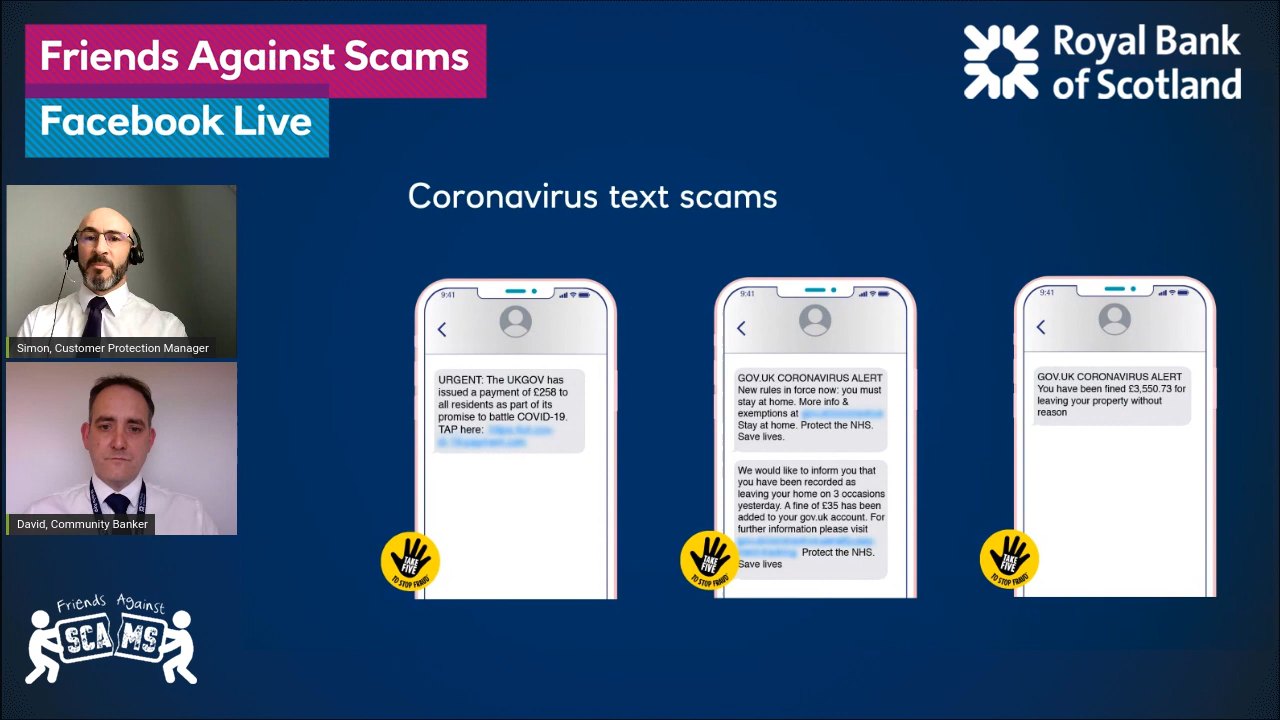 Friends Against Scams
Facebook Live
Royal Bank
of Scotland
Simon, Customer Protection Manager
David, Community Banker
Friends Against
SCAMS
Coronavirus text scams
9:41
URGENT: The UKGOV has
issued a payment of £258 to
all residents as part of its
promise to battle COVID-19.
TAP here:
TAKE
FIVE
TO STOP FRAUD
9:41
GOV.UK CORONAVIRUS ALERT
New rules in force now: you must
stay at home. More info &
exemptions at
Stay at home. Protect the NHS.
Save lives.
We would like to inform you that
you have been recorded as
leaving your home on 3 occasions
yesterday. A fine of £35 has been
added to your gov.uk account. For
further information please visit
Protect the NHS.
Save lives
TAKE
FIVE
TO STOP FRAUD
9:41
GOV.UK CORONAVIRUS ALERT
You have been fined £3,550.73 for
leaving your property without
reason
TAKE
FIVE
TO STOP FRAUD